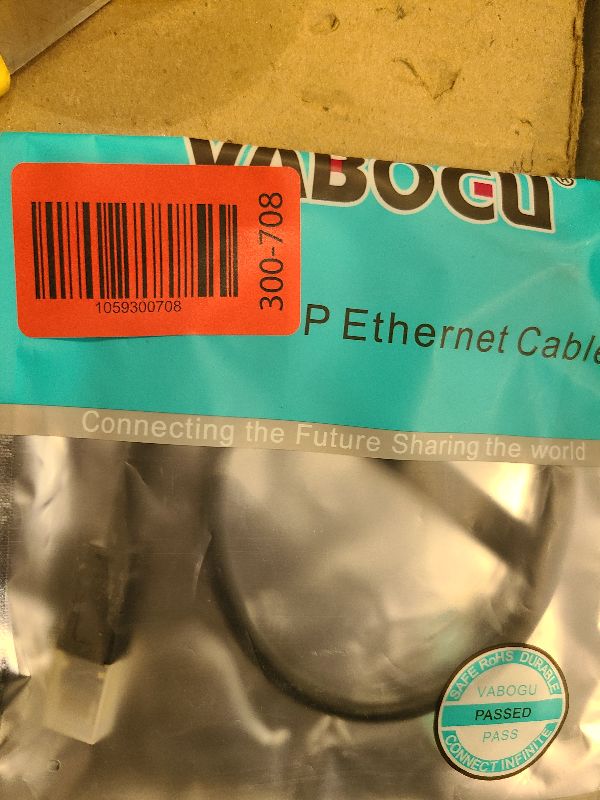 VABOGU®
1059300708
300-708
P Ethernet Cable
Connecting the Future Sharing the world
SAFE RoHS DURABLE
VABOGU
PASSED
PASS
CONNECT INFINITE